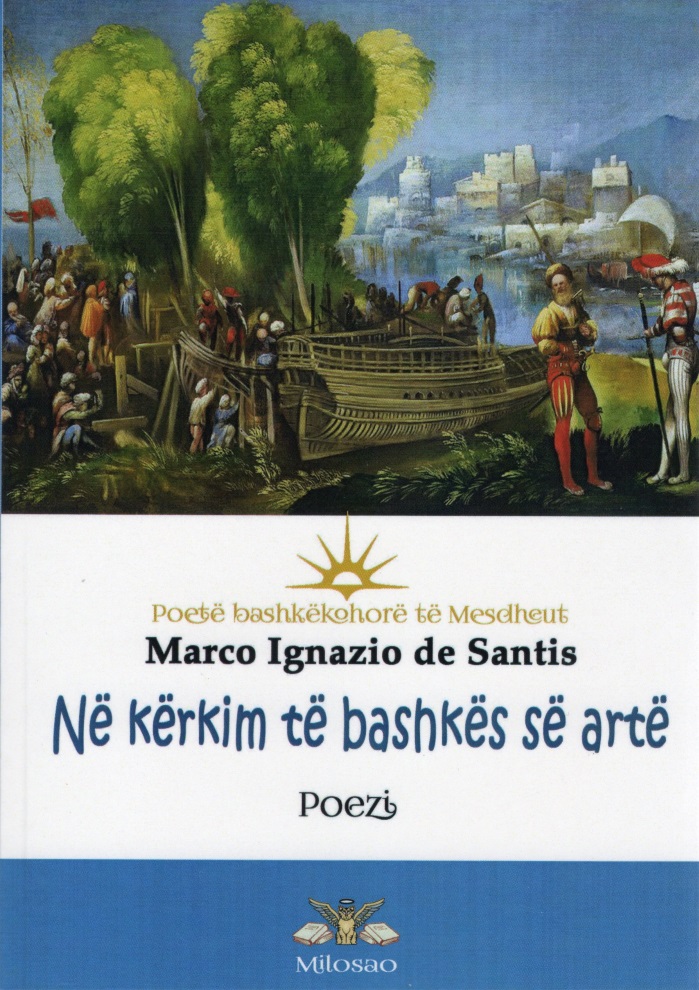 Poetë bashkëkohorë të Mesdheut
Marco Ignazio de Santis
Në kërkim të bashkës së artë
Poezi
Milosao